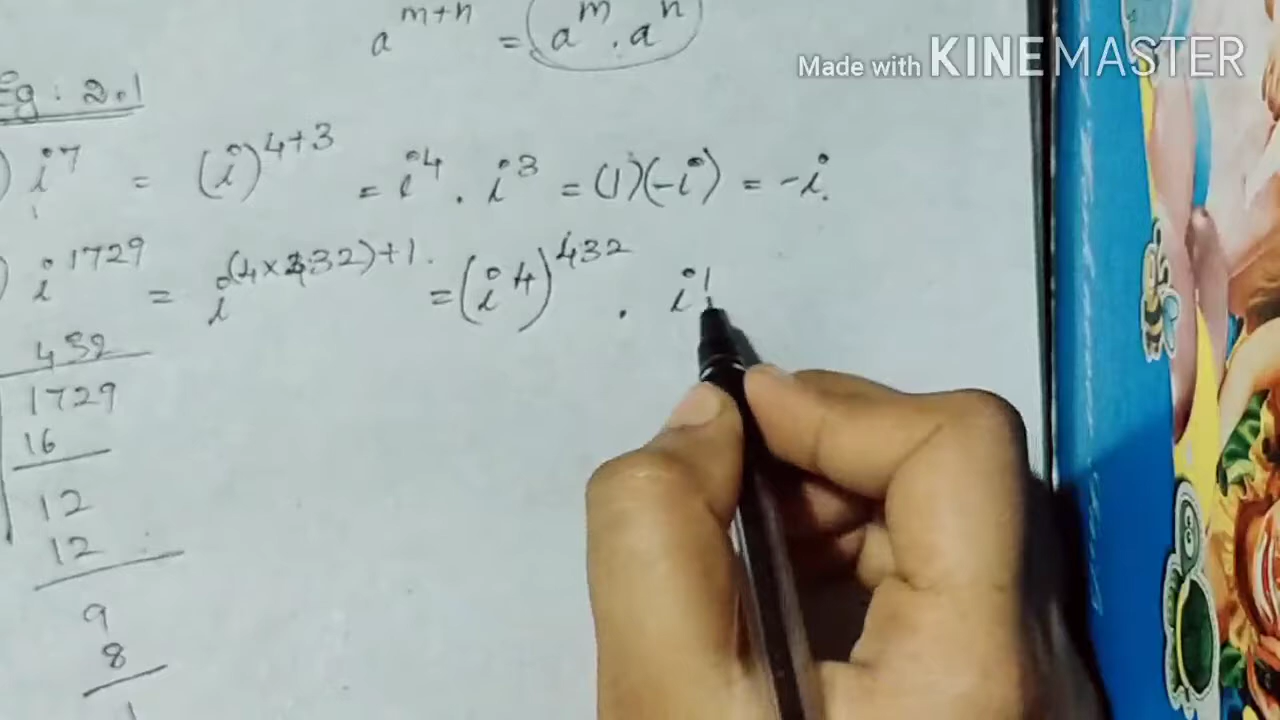 a^{m+n} = a^m . a^n
Made with KINEMASTER
Eg : 2.1
) i^7 = (i)^{4+3} = i^4 . i^3 = (1)(-i) = -i.
) i^{1729} = i^{(4×432)+1}. = (i^4)^{432} . i^1
432
1729
16
12
12
9
8
1